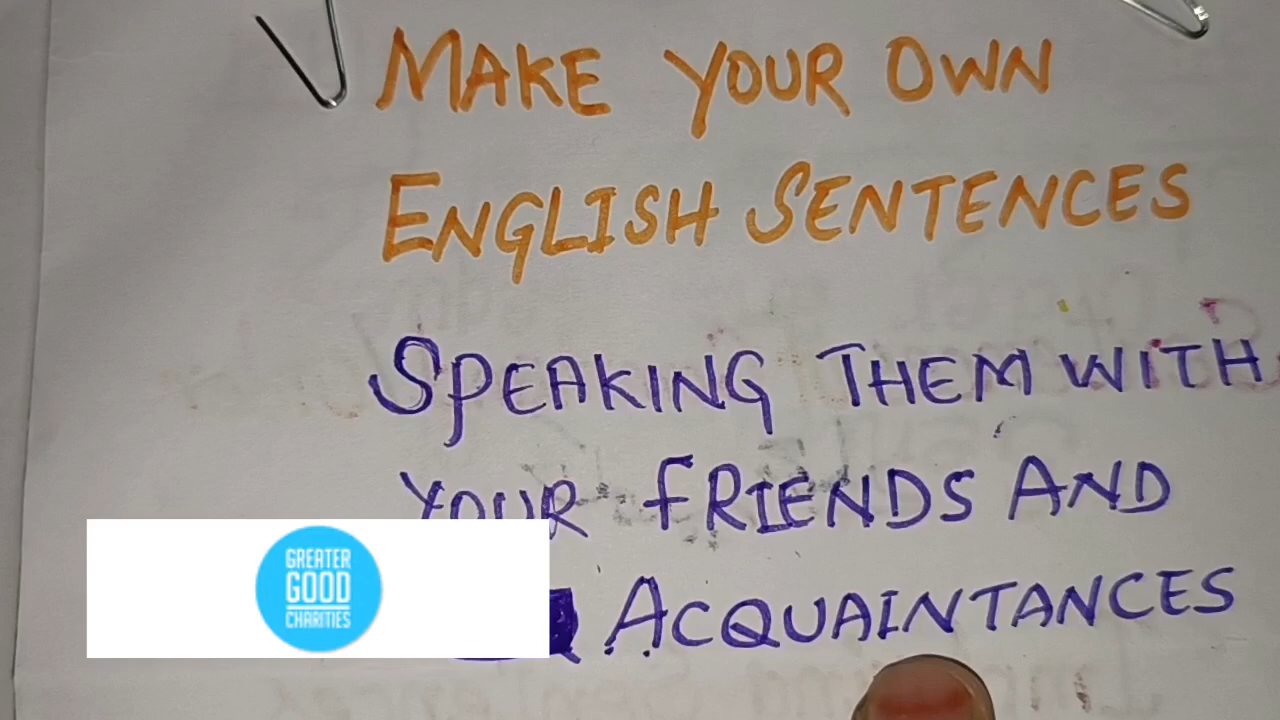 MAKE YOUR OWN
ENGLISH SENTENCES
SPEAKING THEM WITH
YOUR FRIENDS AND
ACQUAINTANCES
GREATER
GOOD
CHARITIES